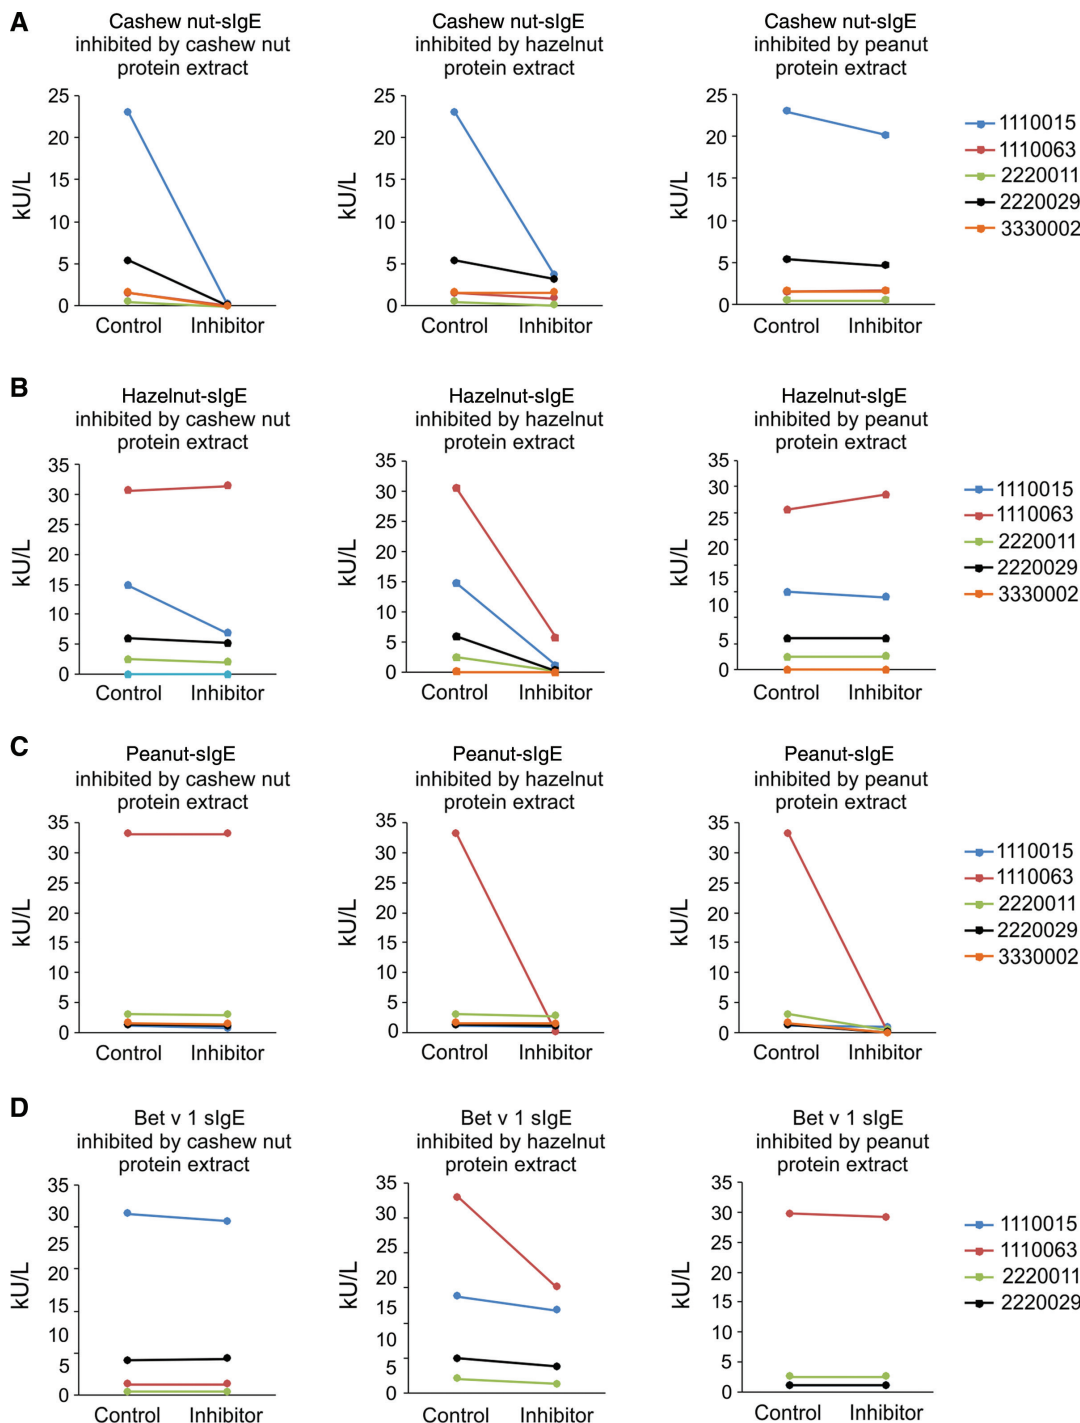 A
Cashew nut-sIgE
inhibited by cashew nut
protein extract
Cashew nut-sIgE
inhibited by hazelnut
protein extract
Cashew nut-sIgE
inhibited by peanut
protein extract
kU/L
25
20
15
10
5
0
Control Inhibitor
kU/L
25
20
15
10
5
0
Control Inhibitor
kU/L
25
20
15
10
5
0
Control Inhibitor
1110015
1110063
2220011
2220029
3330002
B
Hazelnut-sIgE
inhibited by cashew nut
protein extract
Hazelnut-sIgE
inhibited by hazelnut
protein extract
Hazelnut-sIgE
inhibited by peanut
protein extract
kU/L
35
30
25
20
15
10
5
0
Control Inhibitor
kU/L
35
30
25
20
15
10
5
0
Control Inhibitor
kU/L
35
30
25
20
15
10
5
0
Control Inhibitor
1110015
1110063
2220011
2220029
3330002
C
Peanut-sIgE
inhibited by cashew nut
protein extract
Peanut-sIgE
inhibited by hazelnut
protein extract
Peanut-sIgE
inhibited by peanut
protein extract
kU/L
35
30
25
20
15
10
5
0
Control Inhibitor
kU/L
35
30
25
20
15
10
5
0
Control Inhibitor
kU/L
35
30
25
20
15
10
5
0
Control Inhibitor
1110015
1110063
2220011
2220029
3330002
D
Bet v 1 sIgE
inhibited by cashew nut
protein extract
Bet v 1 sIgE
inhibited by hazelnut
protein extract
Bet v 1 sIgE
inhibited by peanut
protein extract
kU/L
35
30
25
20
15
10
5
0
Control Inhibitor
kU/L
35
30
25
20
15
10
5
0
Control Inhibitor
kU/L
35
30
25
20
15
10
5
0
Control Inhibitor
1110015
1110063
2220011
2220029